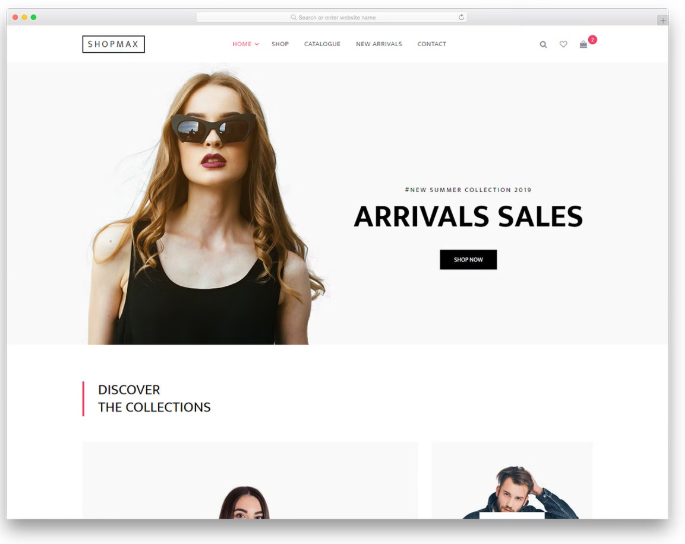 Search or enter website name
SHOPMAX
HOME SHOP CATALOGUE NEW ARRIVALS CONTACT
2
#NEW SUMMER COLLECTION 2019
ARRIVALS SALES
SHOP NOW
DISCOVER
THE COLLECTIONS